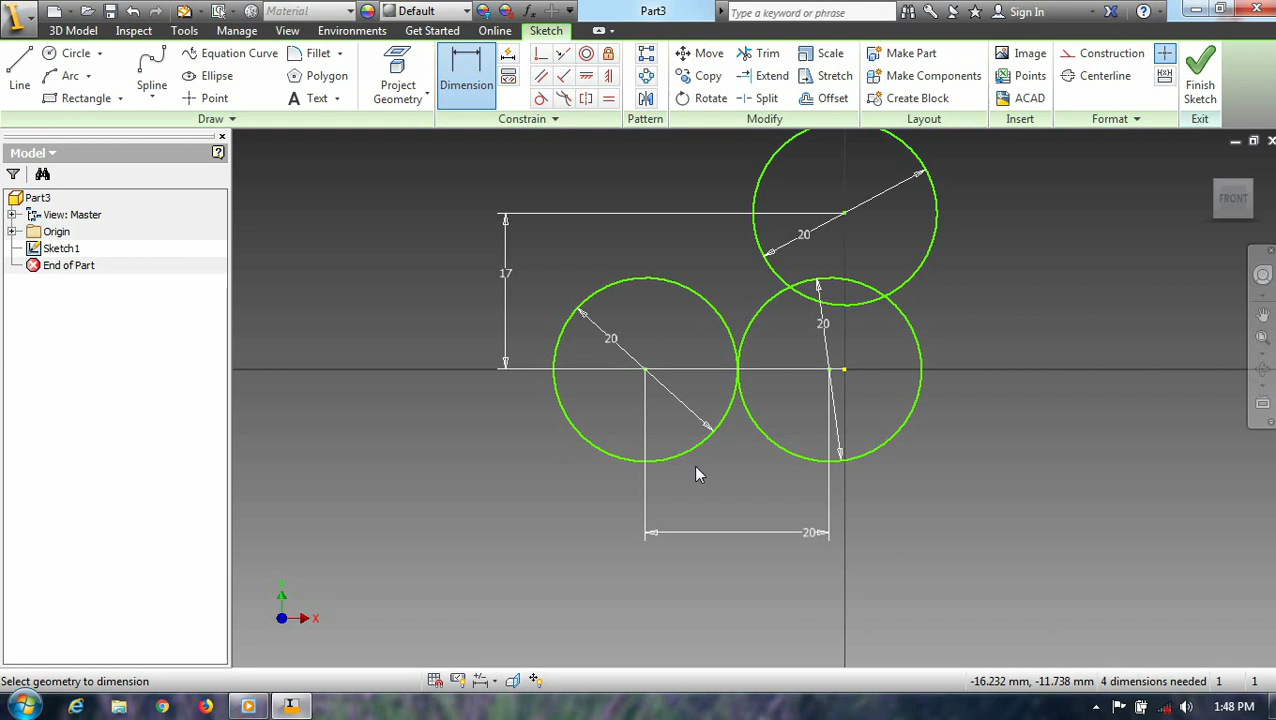 Material
Default
Part3
Type a keyword or phrase
Sign In
3D Model Inspect Tools Manage View Environments Get Started Online Sketch
Line
Circle
Arc
Rectangle
Spline
Equation Curve
Ellipse
Point
Fillet
Polygon
Text
Project Geometry
Dimension
Move
Copy
Rotate
Trim
Extend
Split
Scale
Stretch
Offset
Make Part
Make Components
Create Block
Image
Points
ACAD
Construction
Centerline
Finish Sketch
Draw
Constrain
Pattern
Modify
Layout
Insert
Format
Exit
Model
Part3
View: Master
Origin
Sketch1
End of Part
FRONT
20
17
20
20
20
X
Select geometry to dimension
-16.232 mm, -11.738 mm 4 dimensions needed 1 1
1:48 PM